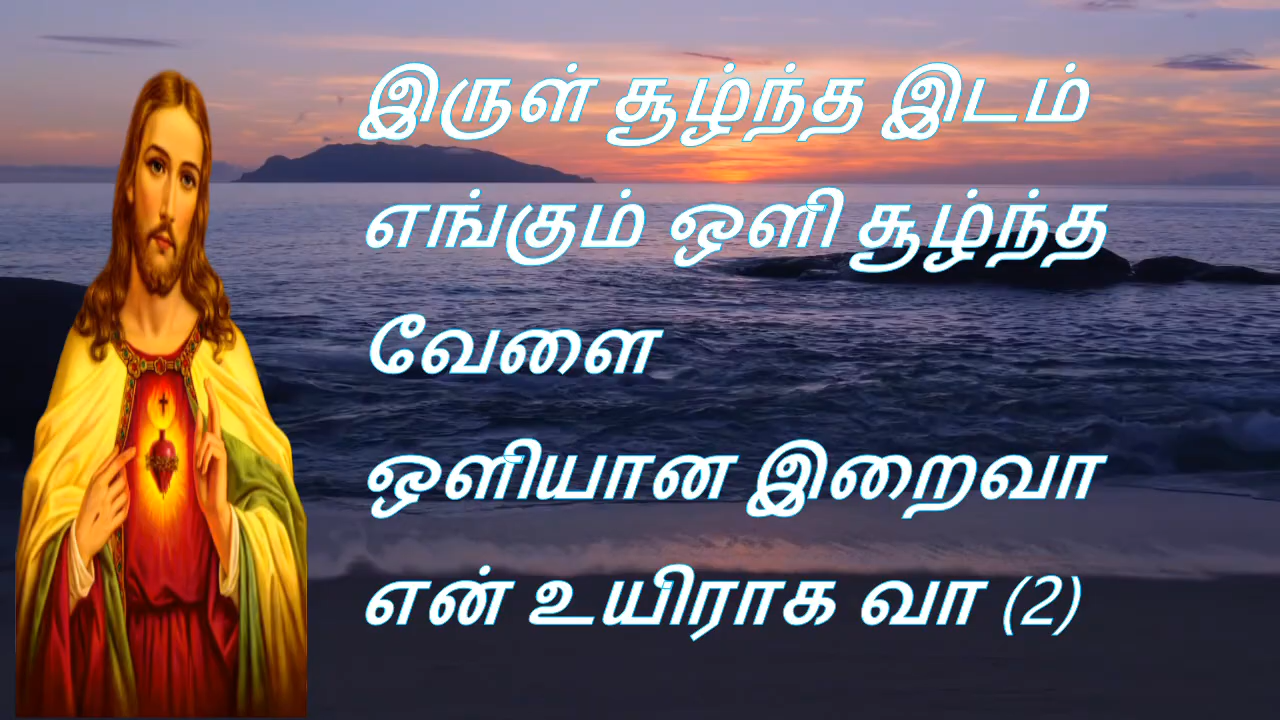 இருள் சூழ்ந்த இடம்
எங்கும் ஒளி சூழ்ந்த
வேளை
ஒளியான இறைவா
என் உயிராக வா (2)